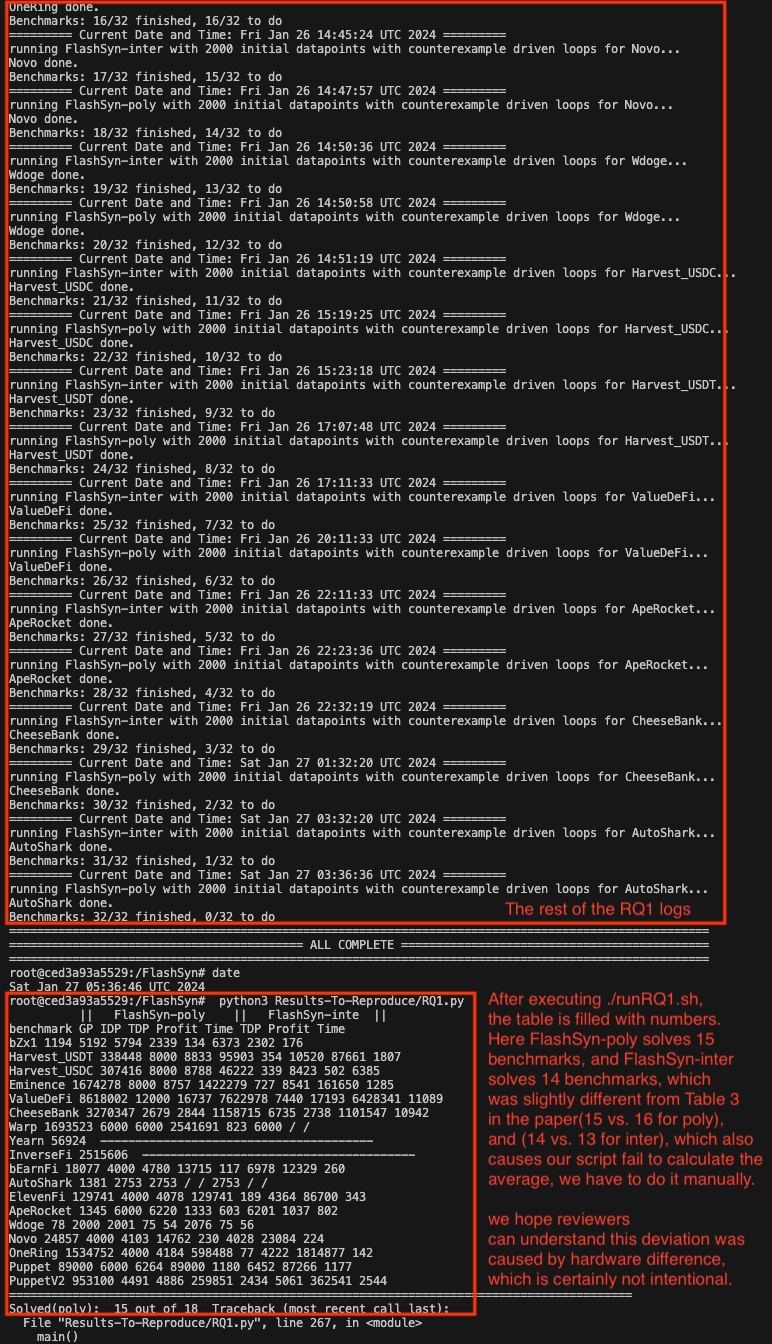 OneRing done.
Benchmarks: 16/32 finished, 16/32 to do
========= Current Date and Time: Fri Jan 26 14:45:24 UTC 2024 =========
running FlashSyn-inter with 2000 initial datapoints with counterexample driven loops for Novo...
Novo done.
Benchmarks: 17/32 finished, 15/32 to do
========= Current Date and Time: Fri Jan 26 14:47:57 UTC 2024 =========
running FlashSyn-poly with 2000 initial datapoints with counterexample driven loops for Novo...
Novo done.
Benchmarks: 18/32 finished, 14/32 to do
========= Current Date and Time: Fri Jan 26 14:50:36 UTC 2024 =========
running FlashSyn-inter with 2000 initial datapoints with counterexample driven loops for Wdoge...
Wdoge done.
Benchmarks: 19/32 finished, 13/32 to do
========= Current Date and Time: Fri Jan 26 14:50:58 UTC 2024 =========
running FlashSyn-poly with 2000 initial datapoints with counterexample driven loops for Wdoge...
Wdoge done.
Benchmarks: 20/32 finished, 12/32 to do
========= Current Date and Time: Fri Jan 26 14:51:19 UTC 2024 =========
running FlashSyn-inter with 2000 initial datapoints with counterexample driven loops for Harvest_USDC...
Harvest_USDC done.
Benchmarks: 21/32 finished, 11/32 to do
========= Current Date and Time: Fri Jan 26 15:19:25 UTC 2024 =========
running FlashSyn-poly with 2000 initial datapoints with counterexample driven loops for Harvest_USDC...
Harvest_USDC done.
Benchmarks: 22/32 finished, 10/32 to do
========= Current Date and Time: Fri Jan 26 15:23:18 UTC 2024 =========
running FlashSyn-inter with 2000 initial datapoints with counterexample driven loops for Harvest_USDT...
Harvest_USDT done.
Benchmarks: 23/32 finished, 9/32 to do
========= Current Date and Time: Fri Jan 26 17:07:48 UTC 2024 =========
running FlashSyn-poly with 2000 initial datapoints with counterexample driven loops for Harvest_USDT...
Harvest_USDT done.
Benchmarks: 24/32 finished, 8/32 to do
========= Current Date and Time: Fri Jan 26 17:11:33 UTC 2024 =========
running FlashSyn-inter with 2000 initial datapoints with counterexample driven loops for ValueDeFi...
ValueDeFi done.
Benchmarks: 25/32 finished, 7/32 to do
========= Current Date and Time: Fri Jan 26 20:11:33 UTC 2024 =========
running FlashSyn-poly with 2000 initial datapoints with counterexample driven loops for ValueDeFi...
ValueDeFi done.
Benchmarks: 26/32 finished, 6/32 to do
========= Current Date and Time: Fri Jan 26 22:11:33 UTC 2024 =========
running FlashSyn-inter with 2000 initial datapoints with counterexample driven loops for ApeRocket...
ApeRocket done.
Benchmarks: 27/32 finished, 5/32 to do
========= Current Date and Time: Fri Jan 26 22:23:36 UTC 2024 =========
running FlashSyn-poly with 2000 initial datapoints with counterexample driven loops for ApeRocket...
ApeRocket done.
Benchmarks: 28/32 finished, 4/32 to do
========= Current Date and Time: Fri Jan 26 22:32:19 UTC 2024 =========
running FlashSyn-inter with 2000 initial datapoints with counterexample driven loops for CheeseBank...
CheeseBank done.
Benchmarks: 29/32 finished, 3/32 to do
========= Current Date and Time: Sat Jan 27 01:32:20 UTC 2024 =========
running FlashSyn-poly with 2000 initial datapoints with counterexample driven loops for CheeseBank...
CheeseBank done.
Benchmarks: 30/32 finished, 2/32 to do
========= Current Date and Time: Sat Jan 27 03:32:20 UTC 2024 =========
running FlashSyn-inter with 2000 initial datapoints with counterexample driven loops for AutoShark...
AutoShark done.
Benchmarks: 31/32 finished, 1/32 to do
========= Current Date and Time: Sat Jan 27 03:36:36 UTC 2024 =========
running FlashSyn-poly with 2000 initial datapoints with counterexample driven loops for AutoShark...
AutoShark done.
The rest of the RQ1 logs
Benchmarks: 32/32 finished, 0/32 to do
========================================== ALL COMPLETE ============================================
root@ced3a93a5529:/FlashSyn# date
Sat Jan 27 05:36:46 UTC 2024
root@ced3a93a5529:/FlashSyn#  python3 Results-To-Reproduce/RQ1.py
||   FlashSyn-poly    ||   FlashSyn-inte  ||
benchmark GP IDP TDP Profit Time TDP Profit Time
bZx1 1194 5192 5794 2339 134 6373 2302 176
Harvest_USDT 338448 8000 8833 95903 354 10520 87661 1807
Harvest_USDC 307416 8000 8788 46222 339 8423 502 6385
Eminence 1674278 8000 8757 1422279 727 8541 161650 1285
ValueDeFi 8618002 12000 16737 7622978 7440 17193 6428341 11089
CheeseBank 3270347 2679 2844 1158715 6735 2738 1101547 10942
Warp 1693523 6000 6000 2541691 823 6000 / /
Yearn 56924  ---------------------------------------
InverseFi 2515606  ---------------------------------------
bEarnFi 18077 4000 4780 13715 117 6978 12329 260
AutoShark 1381 2753 2753 / / 2753 / /
ElevenFi 129741 4000 4078 129741 189 4364 86700 343
ApeRocket 1345 6000 6220 1333 603 6201 1037 802
Wdoge 78 2000 2001 75 54 2076 75 56
Novo 24857 4000 4103 14762 230 4028 23084 224
OneRing 1534752 4000 4184 598488 77 4222 1814877 142
Puppet 89000 6000 6264 89000 1180 6452 87266 1177
PuppetV2 953100 4491 4886 259851 2434 5061 362541 2544
Solved(poly):  15 out of 18  Traceback (most recent call last):
File "Results-To-Reproduce/RQ1.py", line 267, in <module>
main()
After executing ./runRQ1.sh,
the table is filled with numbers.
Here FlashSyn-poly solves 15
benchmarks, and FlashSyn-inter
solves 14 benchmarks, which
was slightly different from Table 3
in the paper(15 vs. 16 for poly),
and (14 vs. 13 for inter), which also
causes our script fail to calculate the
average, we have to do it manually.
we hope reviewers
can understand this deviation was
caused by hardware difference,
which is certainly not intentional.